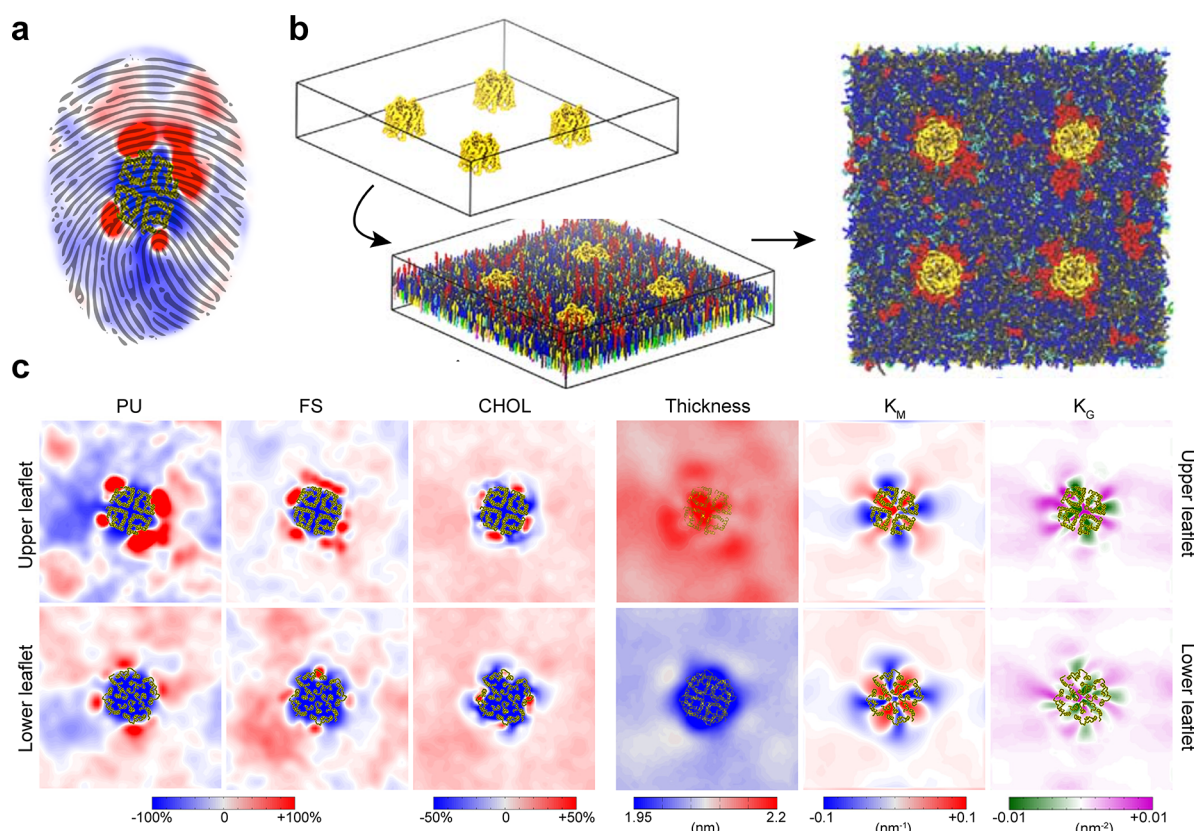 a
b
c
PU FS CHOL Thickness K_M K_G
Upper leaflet
Upper leaflet
Lower leaflet
Lower leaflet
-100% 0 +100%
-50% 0 +50%
1.95 2.2
(nm)
-0.1 +0.1
(nm⁻¹)
-0.01 +0.01
(nm⁻²)